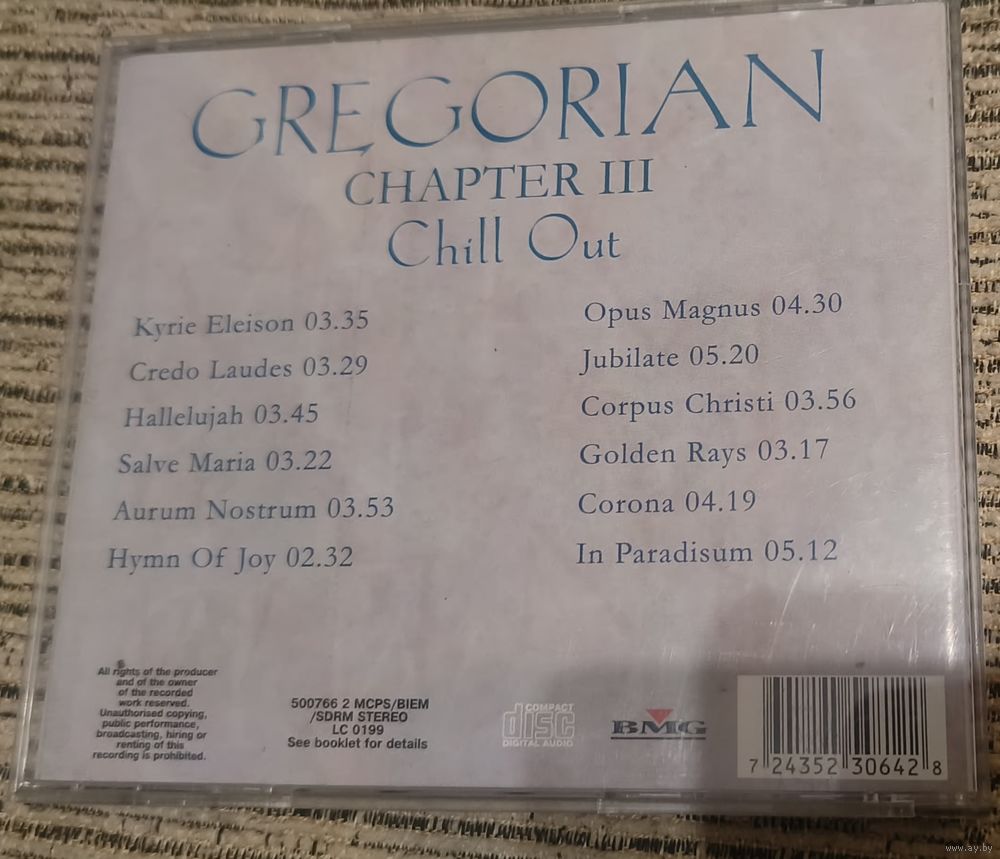 GREGORIAN
CHAPTER III
Chill Out
Kyrie Eleison 03.35
Credo Laudes 03.29
Hallelujah 03.45
Salve Maria 03.22
Aurum Nostrum 03.53
Hymn Of Joy 02.32
Opus Magnus 04.30
Jubilate 05.20
Corpus Christi 03.56
Golden Rays 03.17
Corona 04.19
In Paradisum 05.12
All rights of the producer
and of the owner
of the recorded
work reserved.
Unauthorised copying,
public performance,
broadcasting, hiring or
renting of this
recording is prohibited.
500766 2 MCPS/BIEM
/SDRM STEREO
LC 0199
See booklet for details
COMPACT
disc
DIGITAL AUDIO
BMG
7 24352 30642 8
www.ay.by